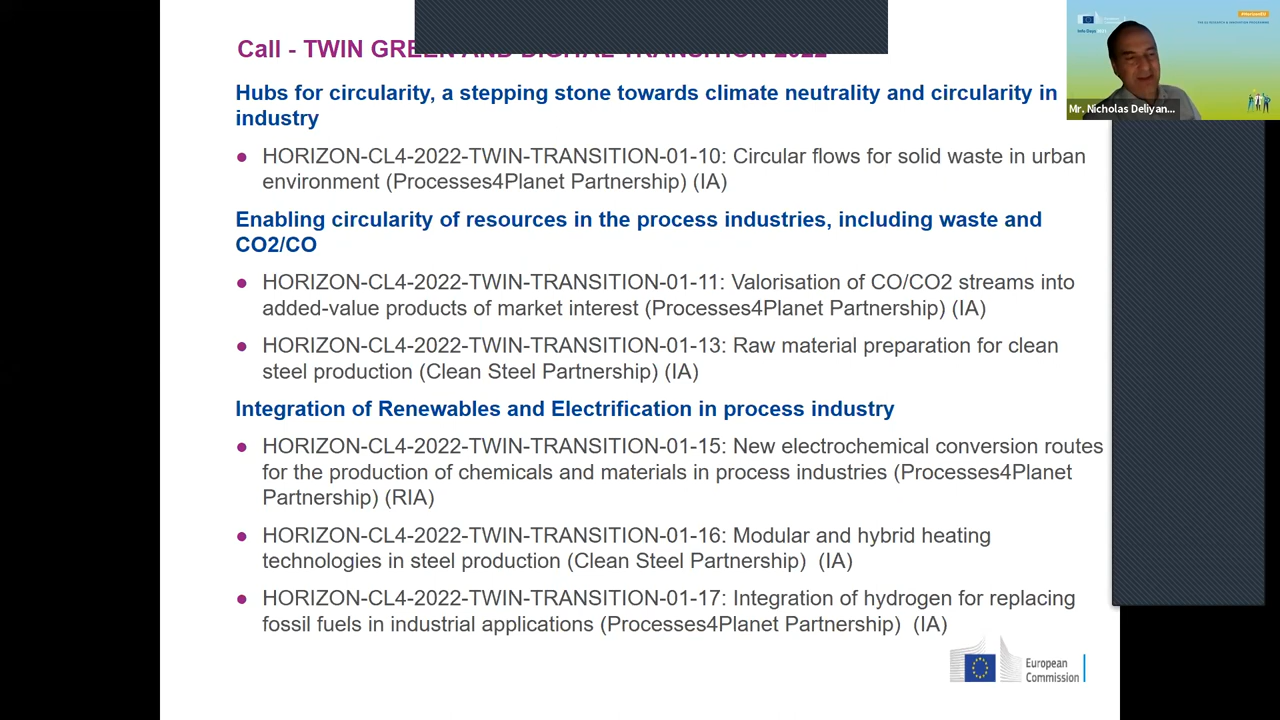 Call - TWIN GREEN AND DIGITAL TRANSITION 2022
Hubs for circularity, a stepping stone towards climate neutrality and circularity in
industry
● HORIZON-CL4-2022-TWIN-TRANSITION-01-10: Circular flows for solid waste in urban
environment (Processes4Planet Partnership) (IA)
Enabling circularity of resources in the process industries, including waste and
CO2/CO
● HORIZON-CL4-2022-TWIN-TRANSITION-01-11: Valorisation of CO/CO2 streams into
added-value products of market interest (Processes4Planet Partnership) (IA)
● HORIZON-CL4-2022-TWIN-TRANSITION-01-13: Raw material preparation for clean
steel production (Clean Steel Partnership) (IA)
Integration of Renewables and Electrification in process industry
● HORIZON-CL4-2022-TWIN-TRANSITION-01-15: New electrochemical conversion routes
for the production of chemicals and materials in process industries (Processes4Planet
Partnership) (RIA)
● HORIZON-CL4-2022-TWIN-TRANSITION-01-16: Modular and hybrid heating
technologies in steel production (Clean Steel Partnership)  (IA)
● HORIZON-CL4-2022-TWIN-TRANSITION-01-17: Integration of hydrogen for replacing
fossil fuels in industrial applications (Processes4Planet Partnership)  (IA)
European
Commission
#HorizonEU
Info Days
Mr. Nicholas Deliyan...